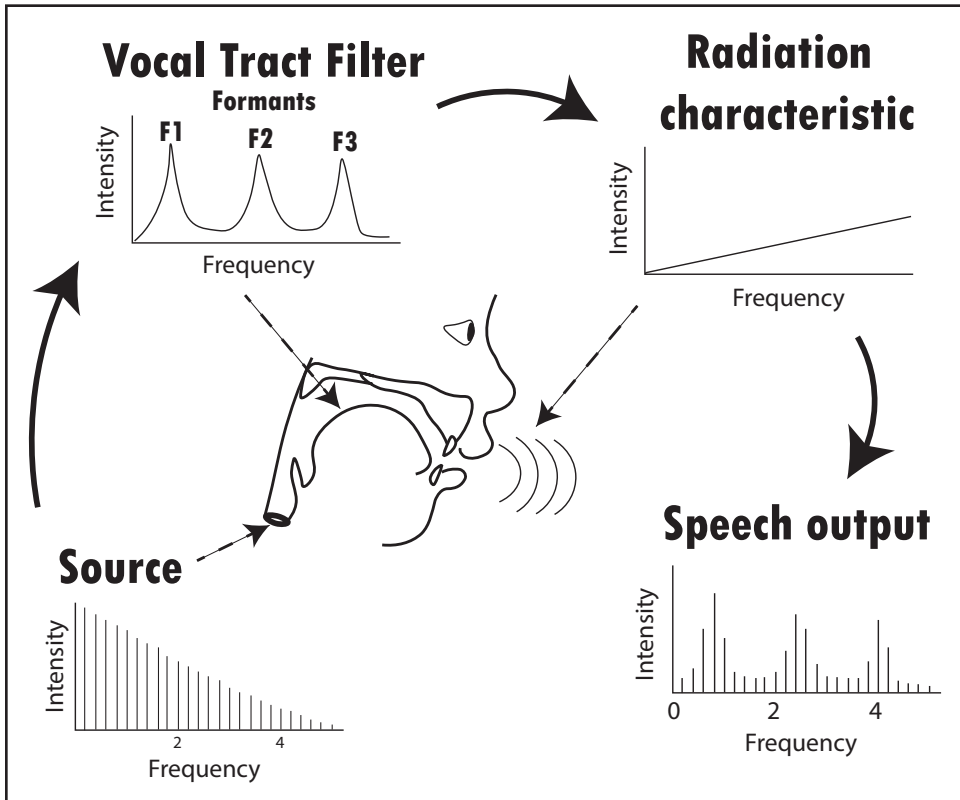 Vocal Tract Filter
Formants
F1 F2 F3
Intensity
Frequency
Radiation
characteristic
Intensity
Frequency
Source
Intensity
2 4
Frequency
Speech output
Intensity
0 2 4
Frequency